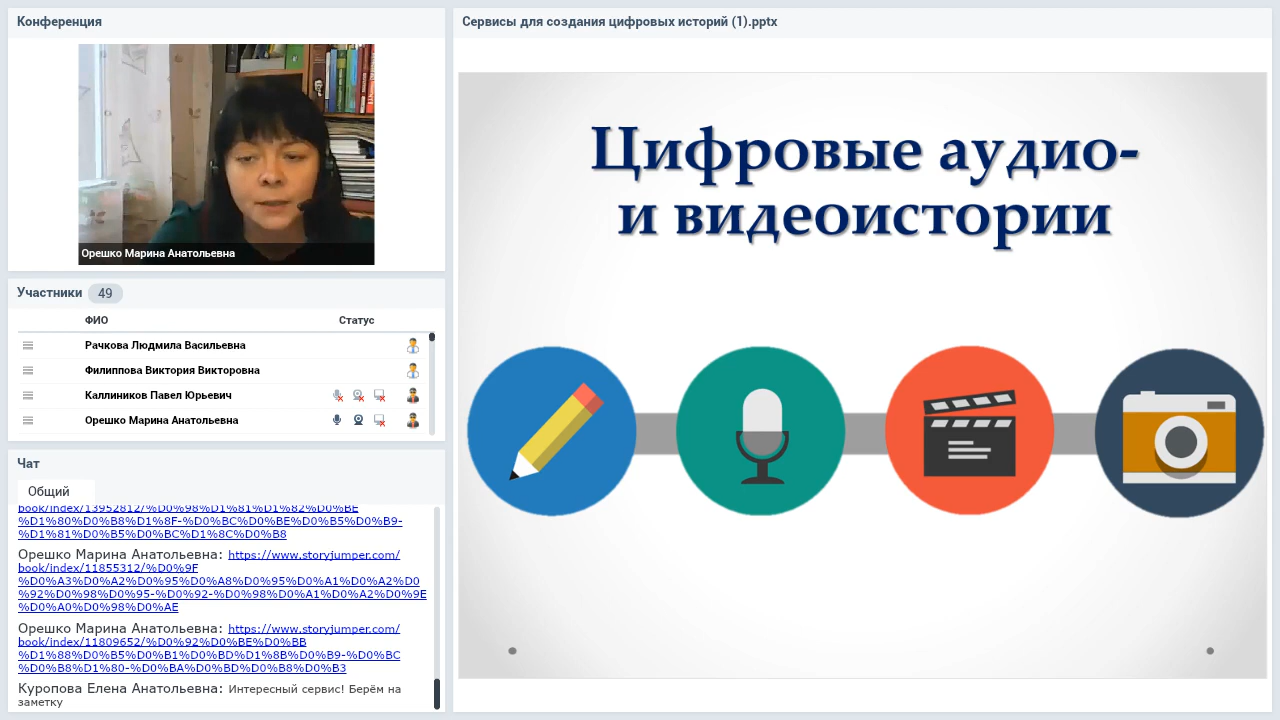 Конференция
Орешко Марина Анатольевна
Участники 49
ФИО Статус
Рачкова Людмила Васильевна
Филиппова Виктория Викторовна
Каллиников Павел Юрьевич
Орешко Марина Анатольевна
Чат
Общий
book/index/13952812/%D0%98%D1%81%D1%82%D0%BE
%D1%80%D0%B8%D1%8F-%D0%BC%D0%BE%D0%B5%D0%B9-
%D1%81%D0%B5%D0%BC%D1%8C%D0%B8
Орешко Марина Анатольевна: https://www.storyjumper.com/
book/index/11855312/%D0%9F
%D0%A3%D0%A2%D0%95%D0%A8%D0%95%D0%A1%D0%A2%D0
%92%D0%98%D0%95-%D0%92-%D0%98%D0%A1%D0%A2%D0%9E
%D0%A0%D0%98%D0%AE
Орешко Марина Анатольевна: https://www.storyjumper.com/
book/index/11809652/%D0%92%D0%BE%D0%BB
%D1%88%D0%B5%D0%B1%D0%BD%D1%8B%D0%B9-%D0%BC
%D0%B8%D1%80-%D0%BA%D0%BD%D0%B8%D0%B3
Куропова Елена Анатольевна: Интересный сервис! Берём на
заметку
Сервисы для создания цифровых историй (1).pptx
Цифровые аудио-
и видеоистории